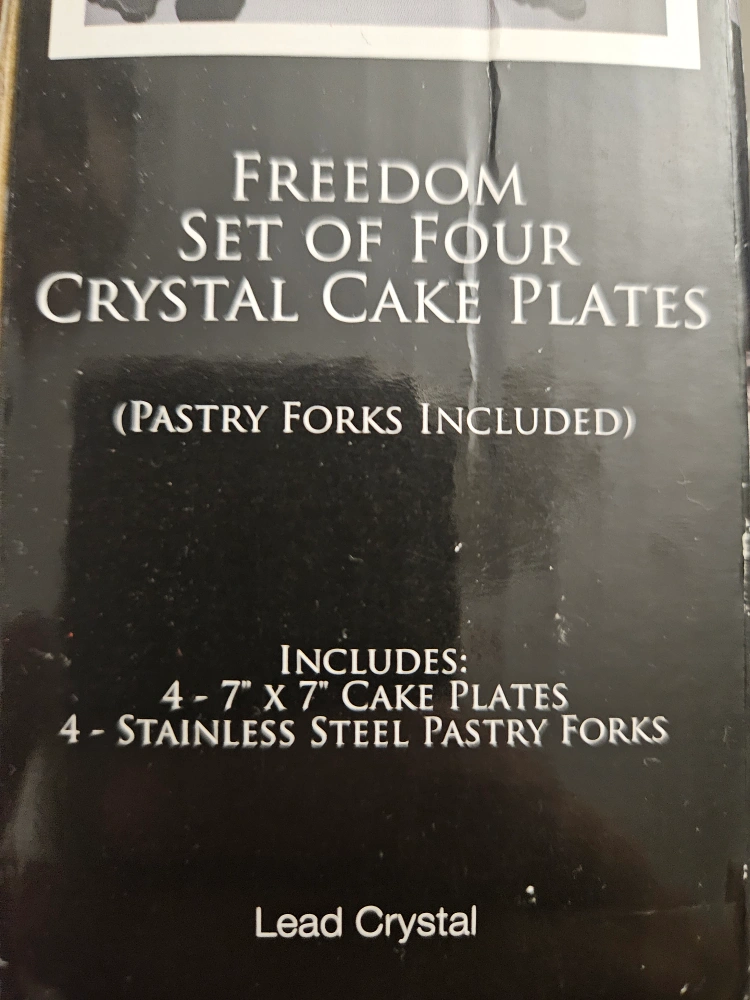 FREEDOM
SET OF FOUR
CRYSTAL CAKE PLATES
(PASTRY FORKS INCLUDED)
INCLUDES:
4 - 7" X 7" CAKE PLATES
4 - STAINLESS STEEL PASTRY FORKS
Lead Crystal